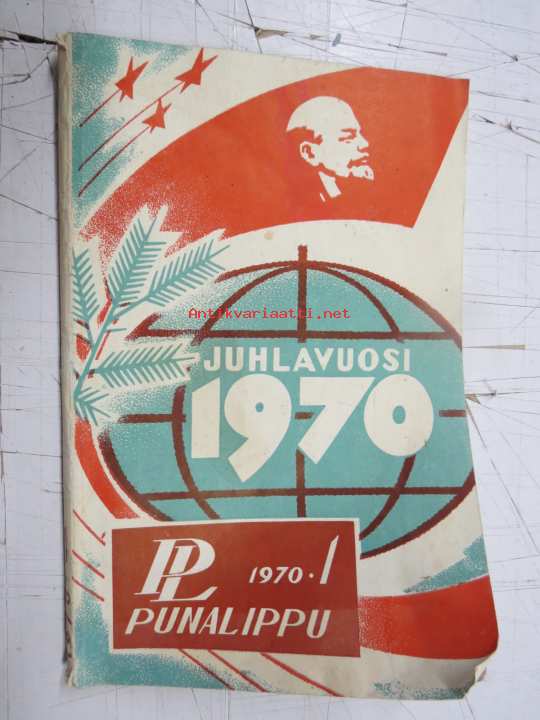 Antikvariaatti.net
JUHLAVUOSI
1970
PL 1970·1
PUNALIPPU